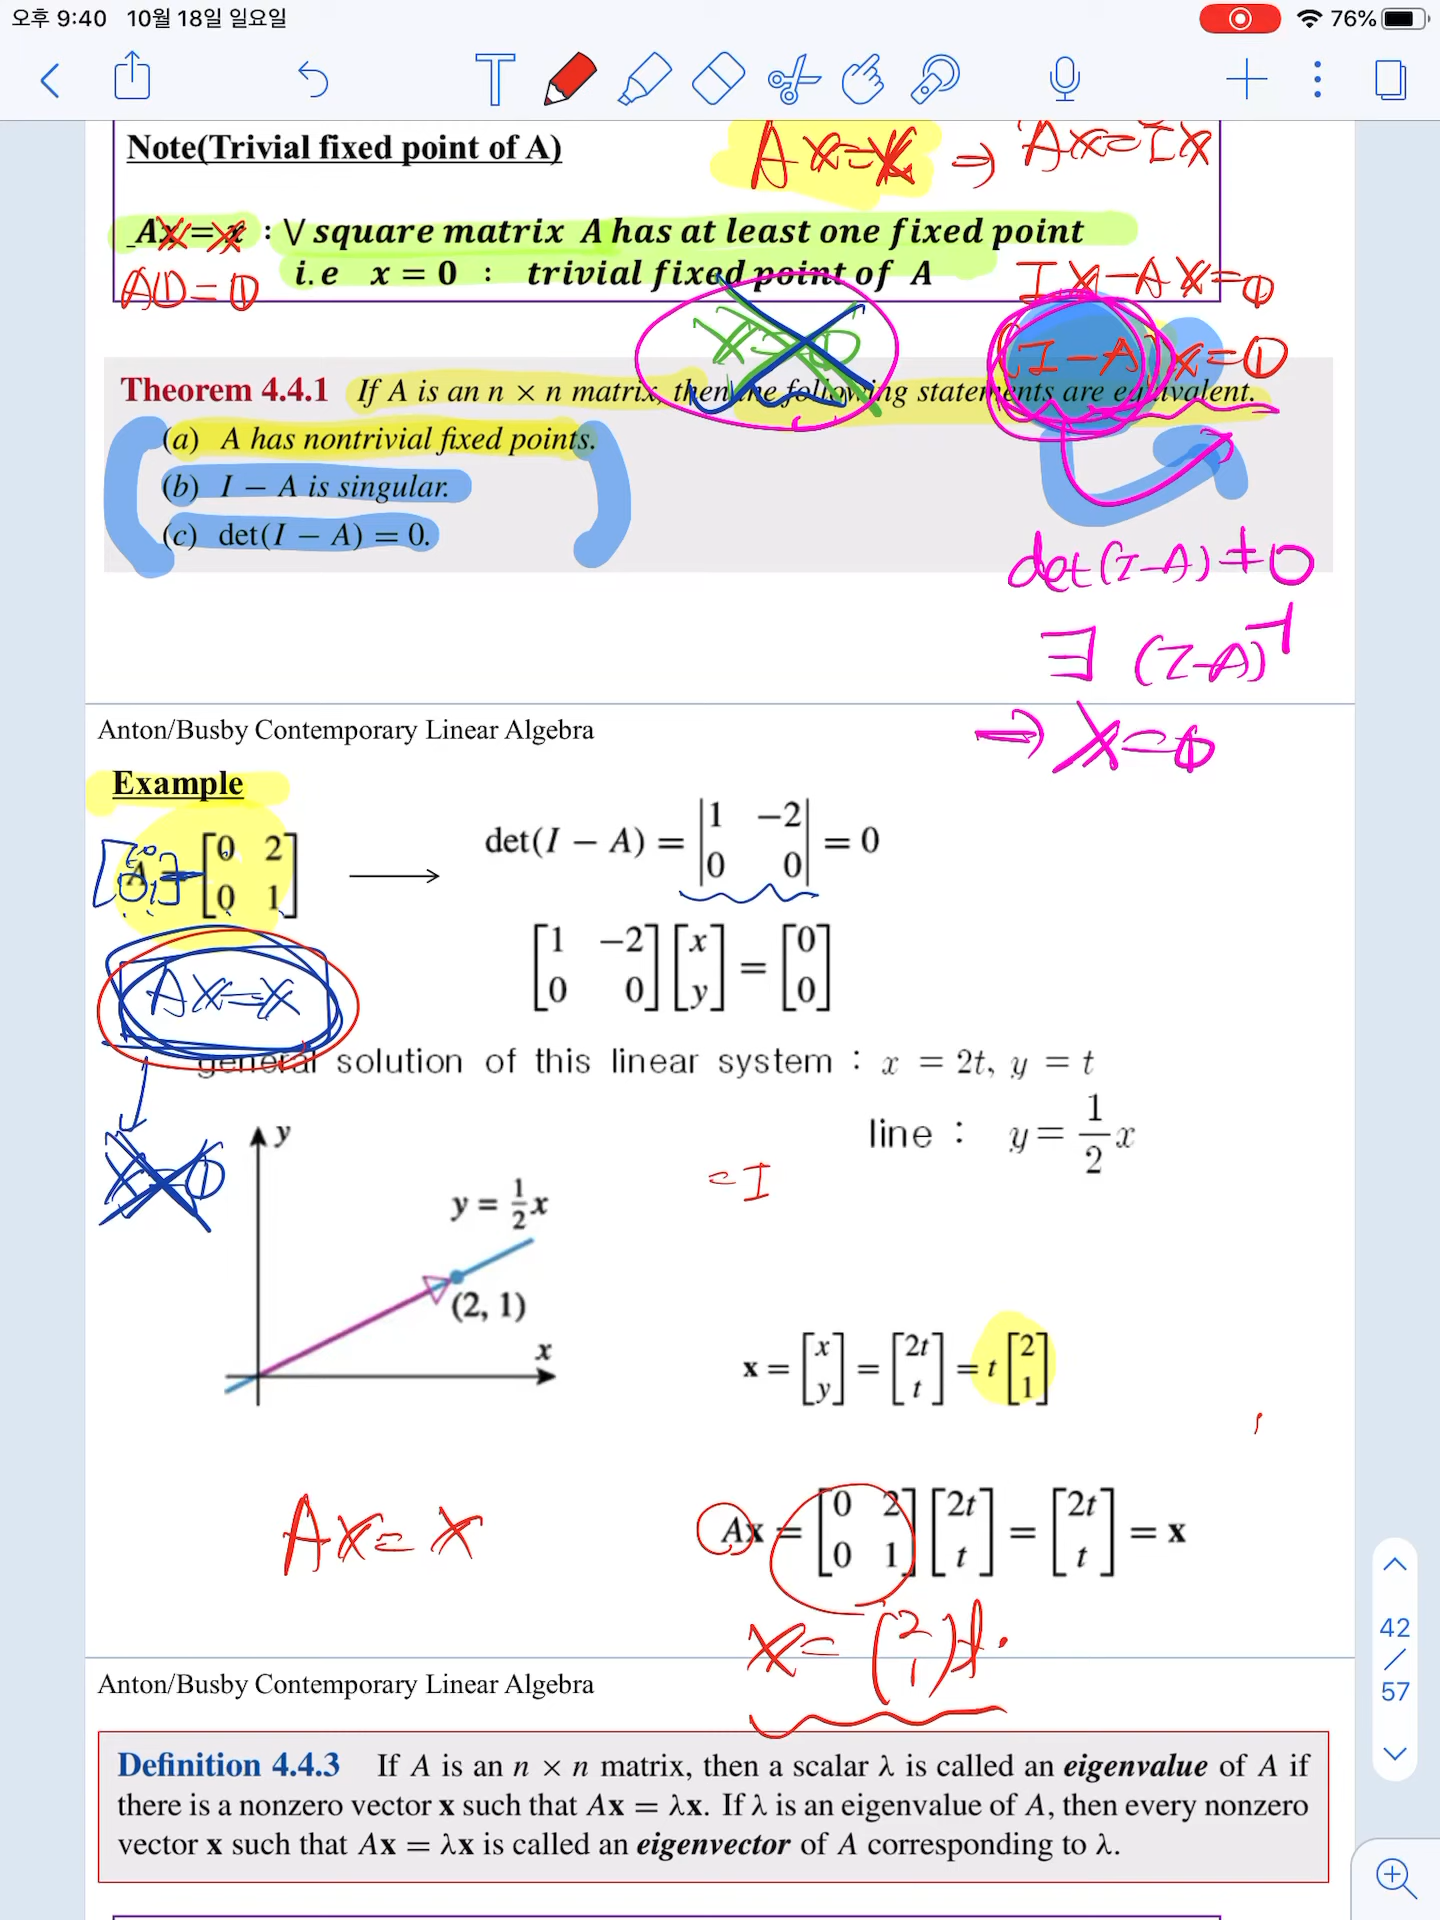 오후 9:40 10월 18일 일요일 76%
Note(Trivial fixed point of A)
Ax=x ⇒ Ax=Ix
Ax = x : ∀ square matrix A has at least one fixed point
i.e x = 0 : trivial fixed point of A
A0=0
Ix-Ax=0
(I-A)x=0
x=0
Theorem 4.4.1 If A is an n × n matrix, then the following statements are equivalent.
(a) A has nontrivial fixed points.
(b) I − A is singular.
(c) det(I − A) = 0.
det(I-A)≠0
∃ (I-A)⁻¹
⇒ x=0
Anton/Busby Contemporary Linear Algebra
Example
[1 0
0 1] -
A = [0 2
0 1]
det(I − A) = |1 −2
0 0| = 0
[1 −2
0 0] [x
y] = [0
0]
Ax=x
general solution of this linear system : x = 2t, y = t
line : y = 1/2 x
x=0
y
y = 1/2 x
(2, 1)
x
=I
x = [x
y] = [2t
t] = t [2
1]
Ax = x
Ax = [0 2
0 1] [2t
t] = [2t
t] = x
x = (2
1)t.
Anton/Busby Contemporary Linear Algebra
Definition 4.4.3 If A is an n × n matrix, then a scalar λ is called an eigenvalue of A if
there is a nonzero vector x such that Ax = λx. If λ is an eigenvalue of A, then every nonzero
vector x such that Ax = λx is called an eigenvector of A corresponding to λ.
42
/
57